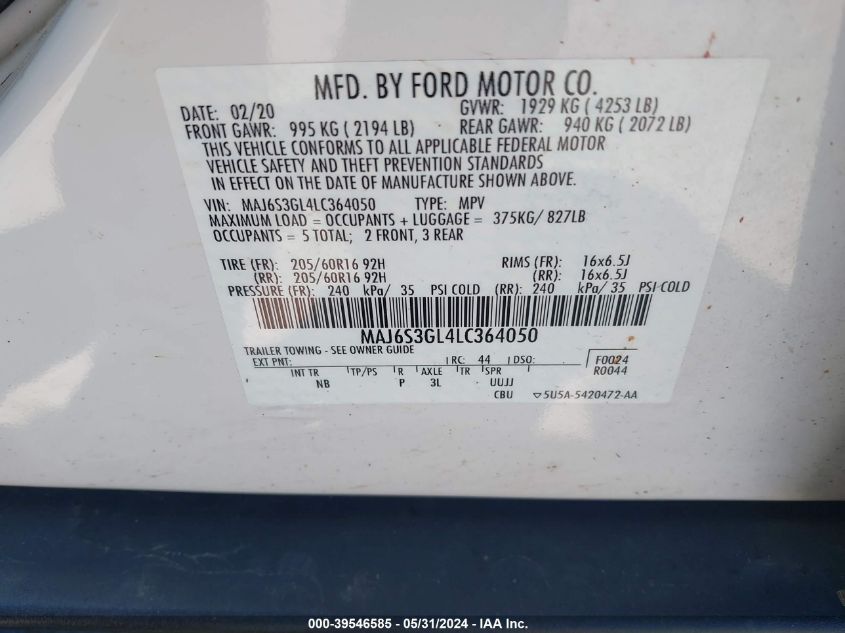 MFD. BY FORD MOTOR CO.
DATE: 02/20 GVWR: 1929 KG ( 4253 LB)
FRONT GAWR: 995 KG ( 2194 LB) REAR GAWR: 940 KG ( 2072 LB)
THIS VEHICLE CONFORMS TO ALL APPLICABLE FEDERAL MOTOR
VEHICLE SAFETY AND THEFT PREVENTION STANDARDS
IN EFFECT ON THE DATE OF MANUFACTURE SHOWN ABOVE.
VIN: MAJ6S3GL4LC364050 TYPE: MPV
MAXIMUM LOAD = OCCUPANTS + LUGGAGE = 375KG/ 827LB
OCCUPANTS = 5 TOTAL; 2 FRONT, 3 REAR
TIRE (FR): 205/60R16 92H RIMS (FR): 16x6.5J
(RR): 205/60R16 92H (RR): 16x6.5J
PRESSURE (FR): 240 kPa/ 35 PSI COLD (RR): 240 kPa/ 35 PSI COLD
MAJ6S3GL4LC364050
TRAILER TOWING - SEE OWNER GUIDE
EXT PNT: RC: 44 DSO: F0024
INT TR TP/PS R AXLE TR SPR R0044
NB P 3L UUJJ
CBU ▽5U5A-5420472-AA
000-39546585 - 05/31/2024 - IAA Inc.